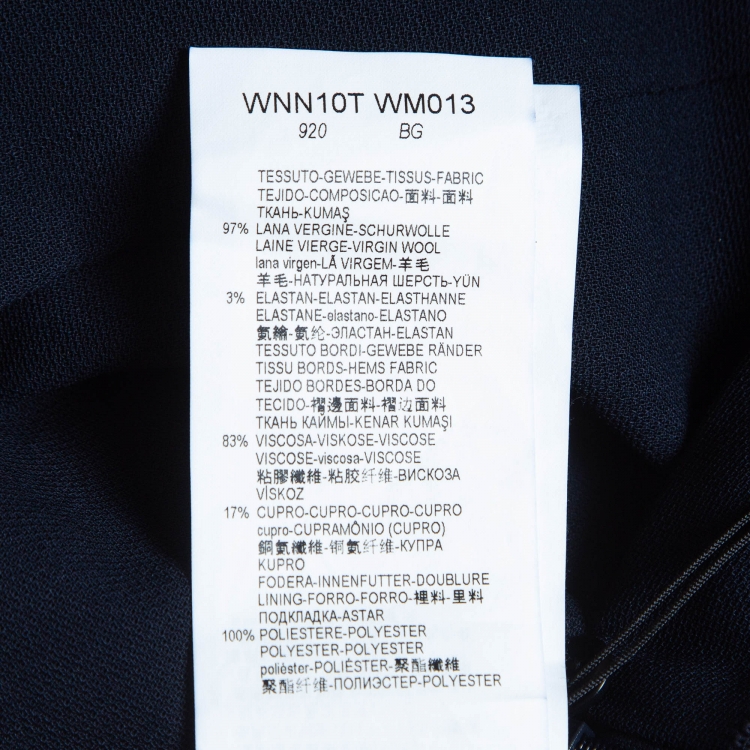 WNN10T WM013
920 BG
TESSUTO-GEWEBE-TISSUS-FABRIC
TEJIDO-COMPOSICAO-面料-面料
ТКАНЬ-KUMAŞ
97% LANA VERGINE-SCHURWOLLE
LAINE VIERGE-VIRGIN WOOL
lana virgen-LÃ VIRGEM-羊毛
羊毛-НАТУРАЛЬНАЯ ШЕРСТЬ-YÜN
3% ELASTAN-ELASTAN-ELASTHANNE
ELASTANE-elastano-ELASTANO
氨綸-氨纶-ЭЛАСТАН-ELASTAN
TESSUTO BORDI-GEWEBE RÄNDER
TISSU BORDS-HEMS FABRIC
TEJIDO BORDES-BORDA DO
TECIDO-褶邊面料-褶边面料
ТКАНЬ КАЙМЫ-KENAR KUMAŞI
83% VISCOSA-VISKOSE-VISCOSE
VISCOSE-viscosa-VISCOSE
粘膠纖維-粘胶纤维-ВИСКОЗА
VİSKOZ
17% CUPRO-CUPRO-CUPRO-CUPRO
cupro-CUPRAMÔNIO (CUPRO)
銅氨纖維-铜氨纤维-КУПРА
KUPRO
FODERA-INNENFUTTER-DOUBLURE
LINING-FORRO-FORRO-裡料-里料
ПОДКЛАДКА-ASTAR
100% POLIESTERE-POLYESTER
POLYESTER-POLYESTER
poliéster-POLIÉSTER-聚酯纖維
聚酯纤维-ПОЛИЭСТЕР-POLYESTER